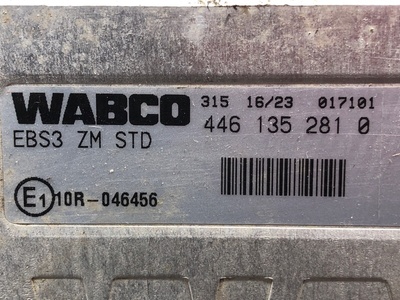 WABCO 315 16/23 017101
EBS3 ZM STD 446 135 281 0
E1 10R-046456